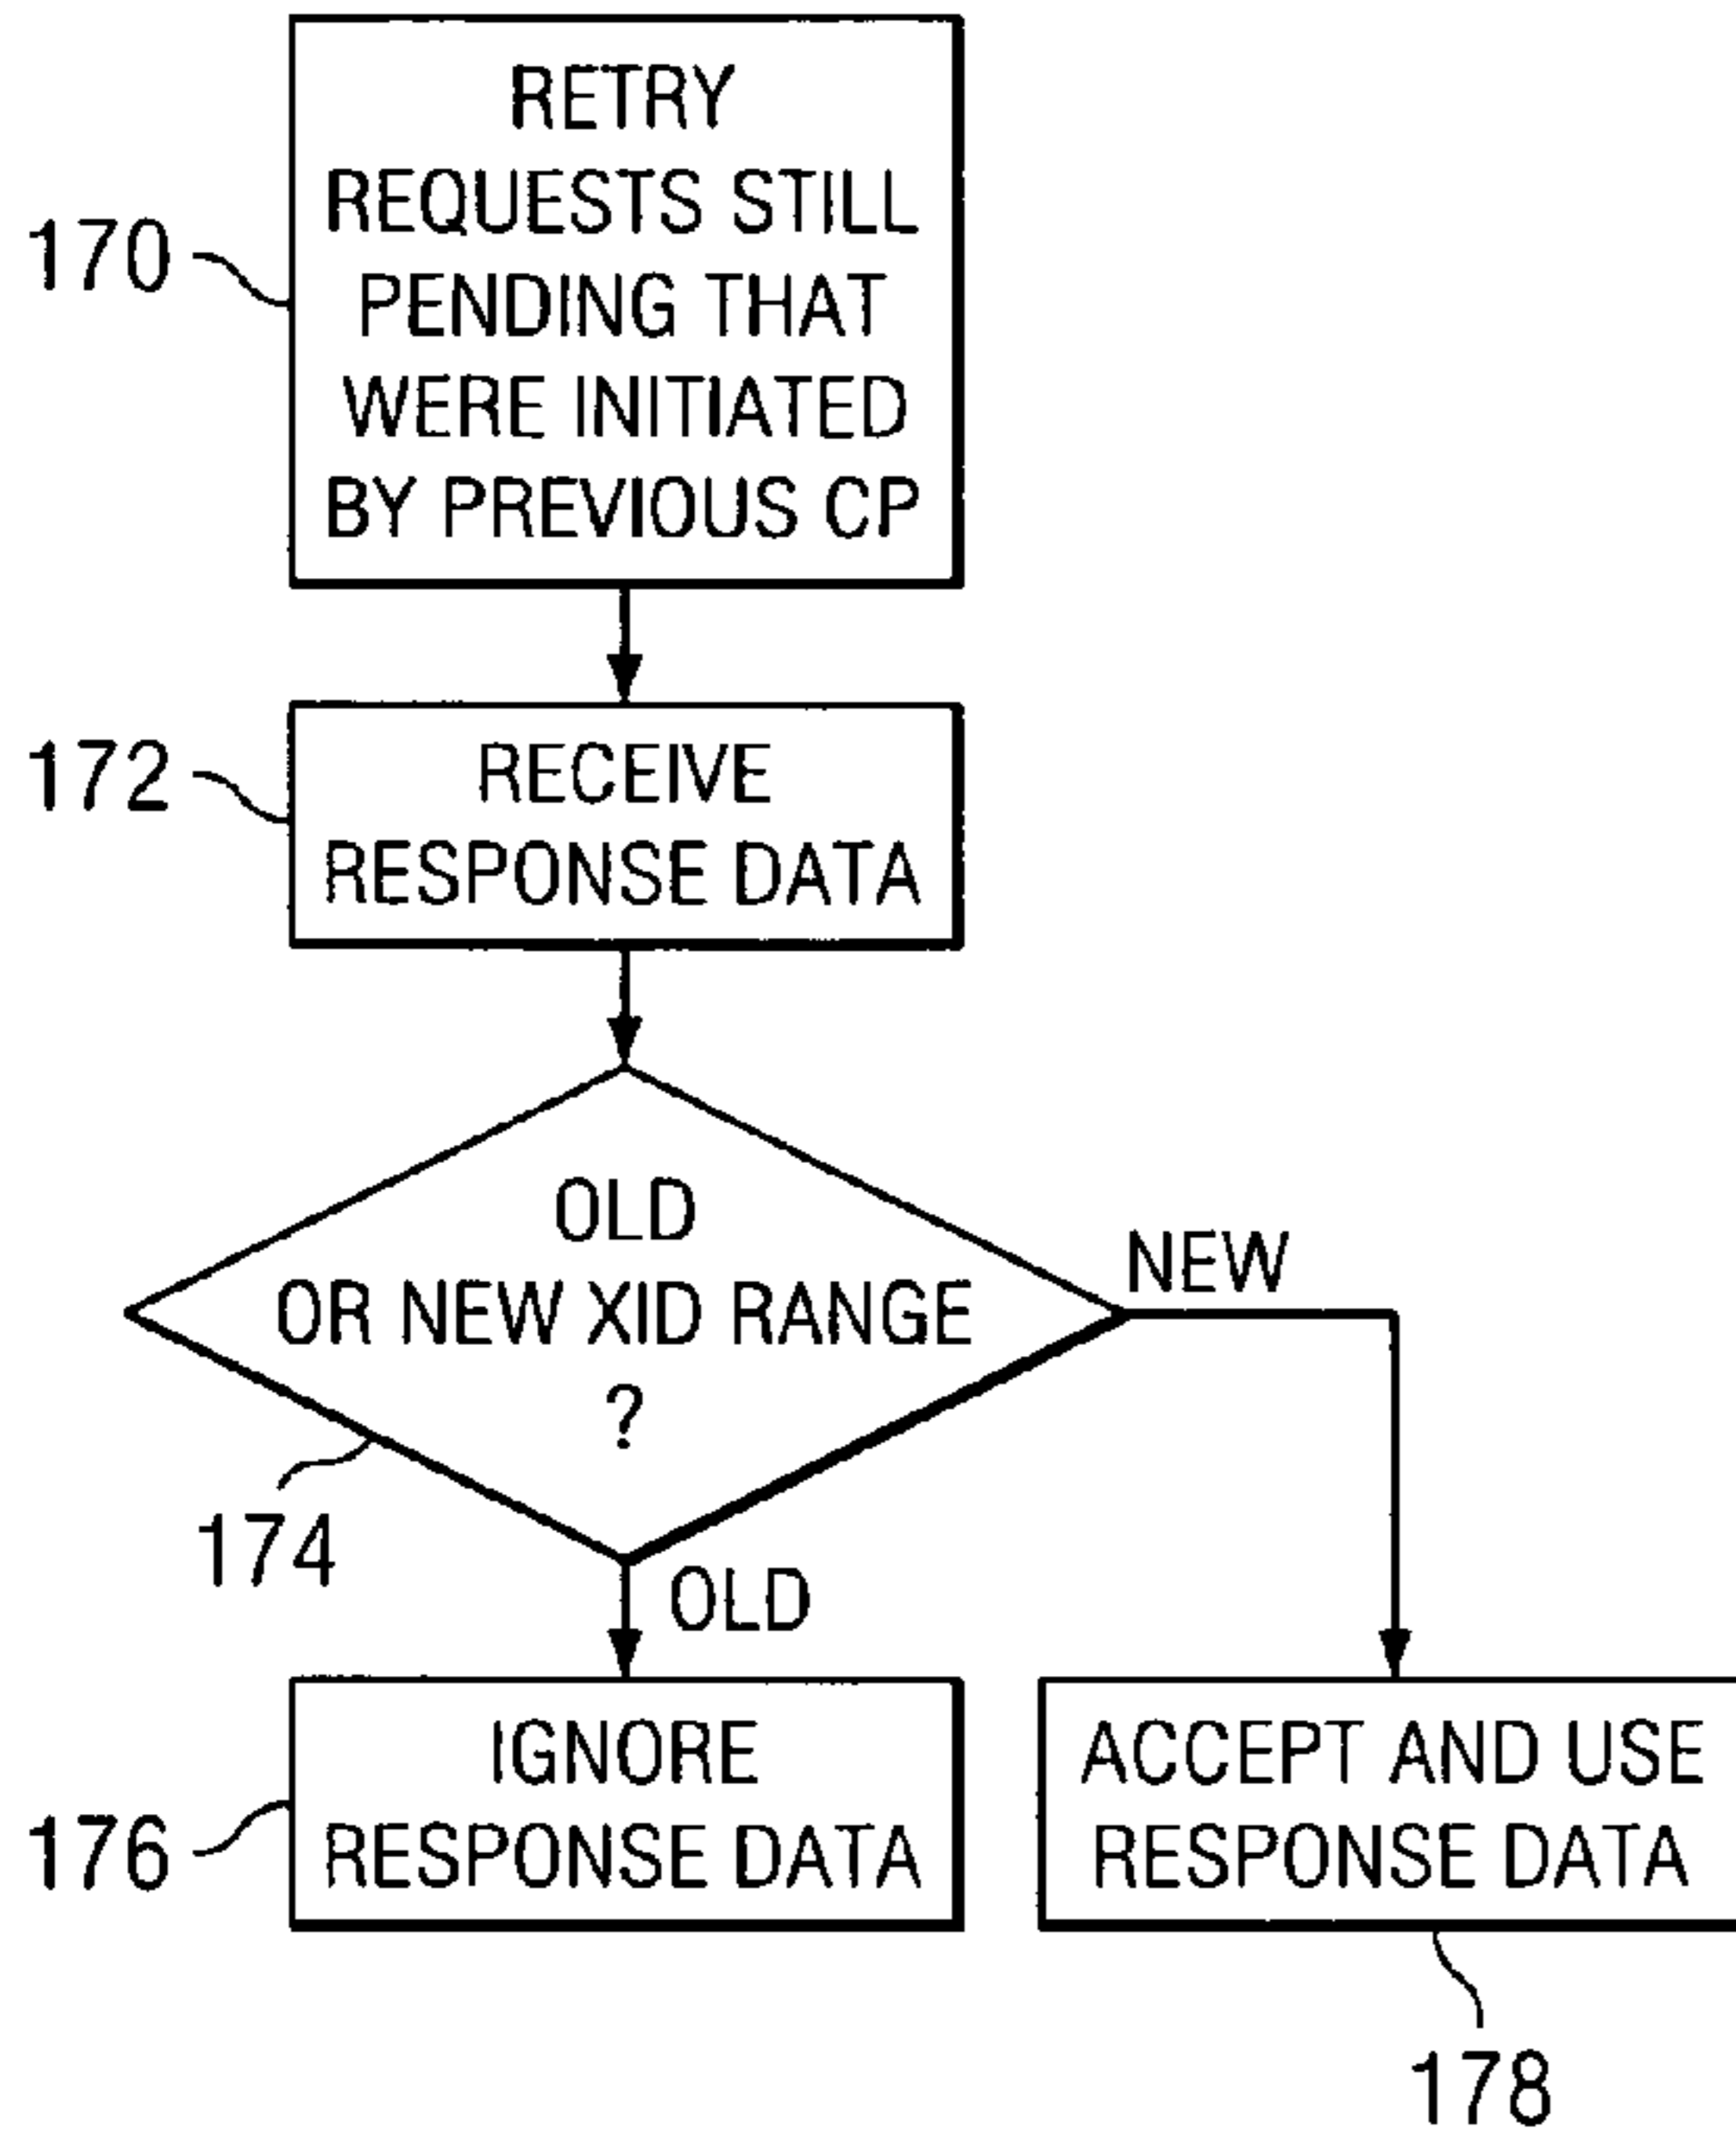 RETRY
REQUESTS STILL
PENDING THAT
WERE INITIATED
BY PREVIOUS CP
170
RECEIVE
RESPONSE DATA
172
OLD
OR NEW XID RANGE
?
NEW
174
OLD
IGNORE
RESPONSE DATA
176
ACCEPT AND USE
RESPONSE DATA
178